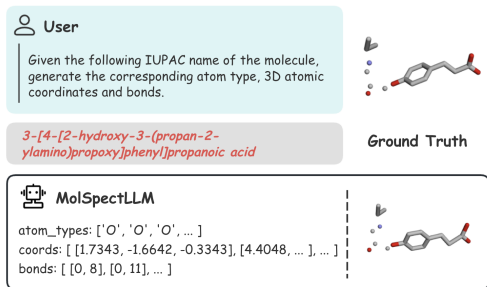 User
Given the following IUPAC name of the molecule,
generate the corresponding atom type, 3D atomic
coordinates and bonds.
3-[4-[2-hydroxy-3-(propan-2-
ylamino)propoxy]phenyl]propanoic acid
Ground Truth
MolSpectLLM
atom_types: ['O', 'O', 'O', ... ]
coords: [ [1.7343, -1.6642, -0.3343], [4.4048, ... ], ... ]
bonds: [ [0, 8], [0, 11], ... ]